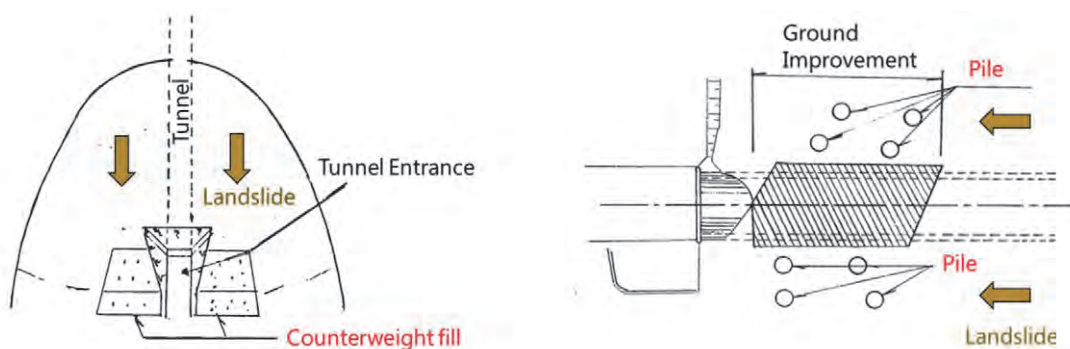 Tunnel
Landslide
Tunnel Entrance
Counterweight fill
Ground
Improvement
Pile
Pile
Landslide